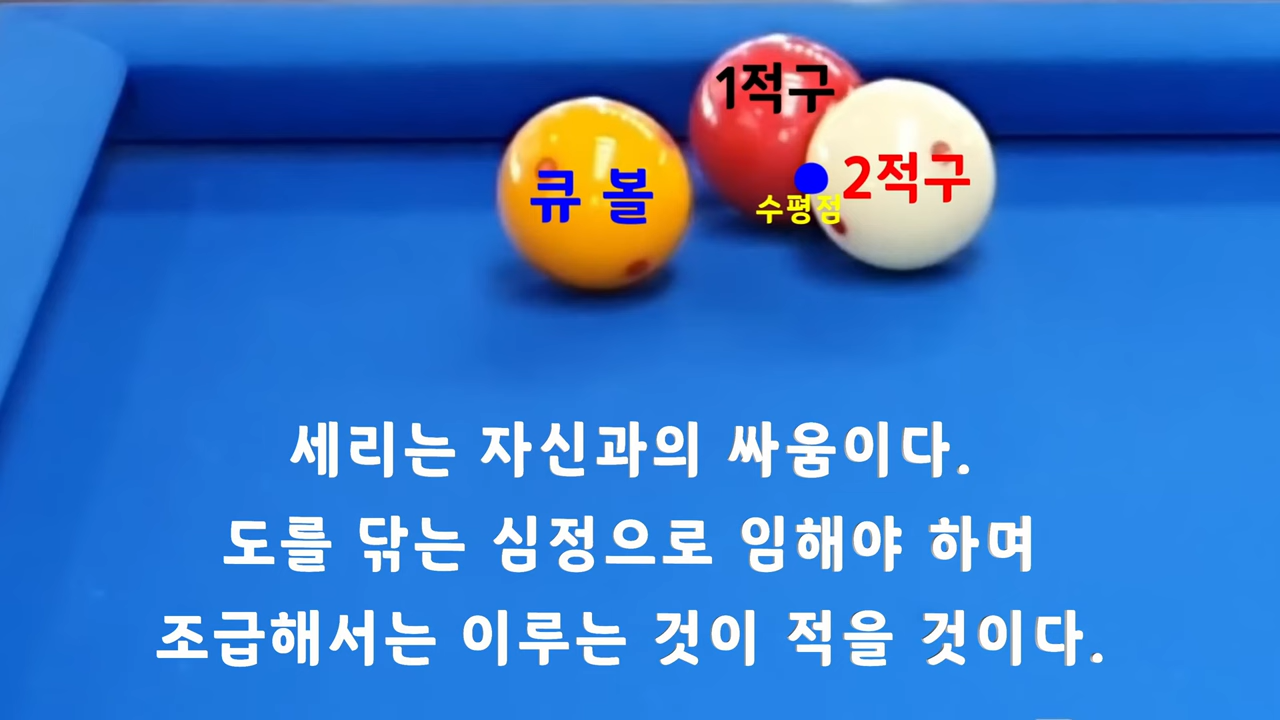 1적구
큐 볼
2적구
수평점
세리는 자신과의 싸움이다.
도를 닦는 심정으로 임해야 하며
조급해서는 이루는 것이 적을 것이다.